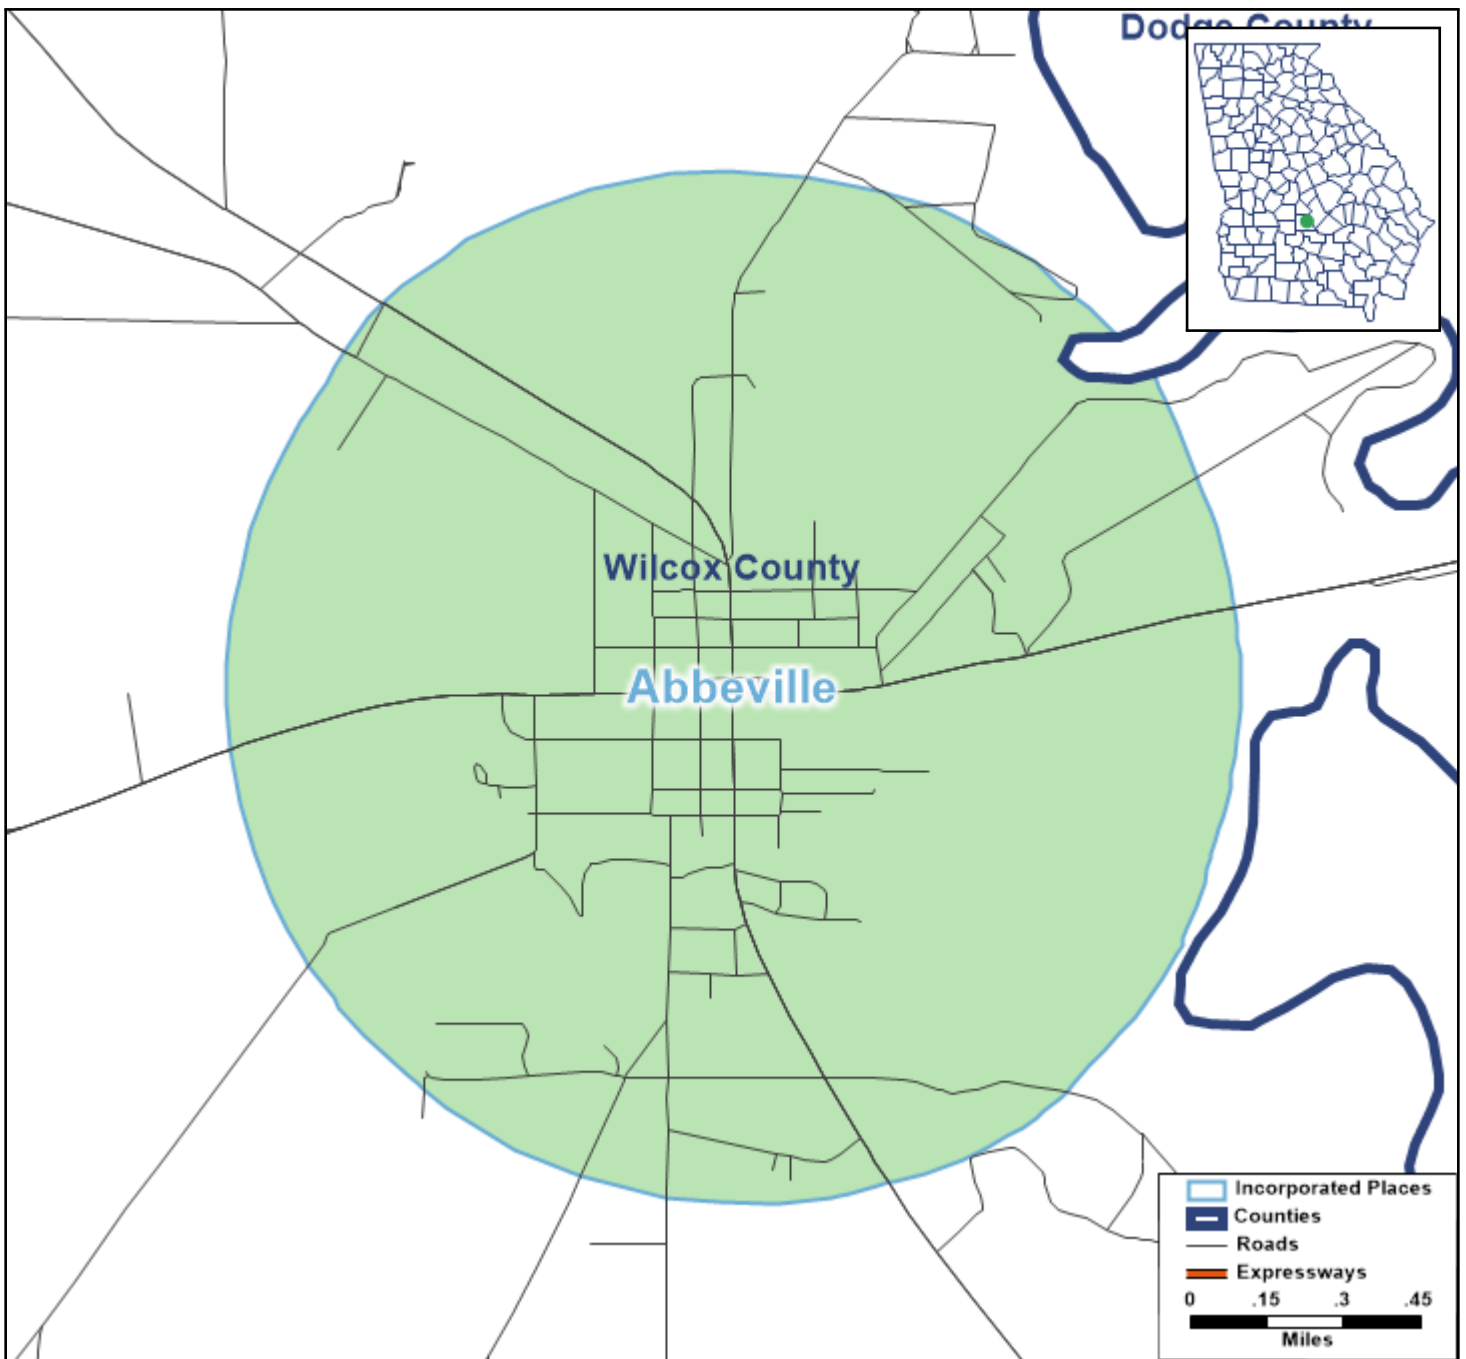 Dodge County
Wilcox County
Abbeville
Incorporated Places
Counties
Roads
Expressways
0 .15 .3 .45
Miles